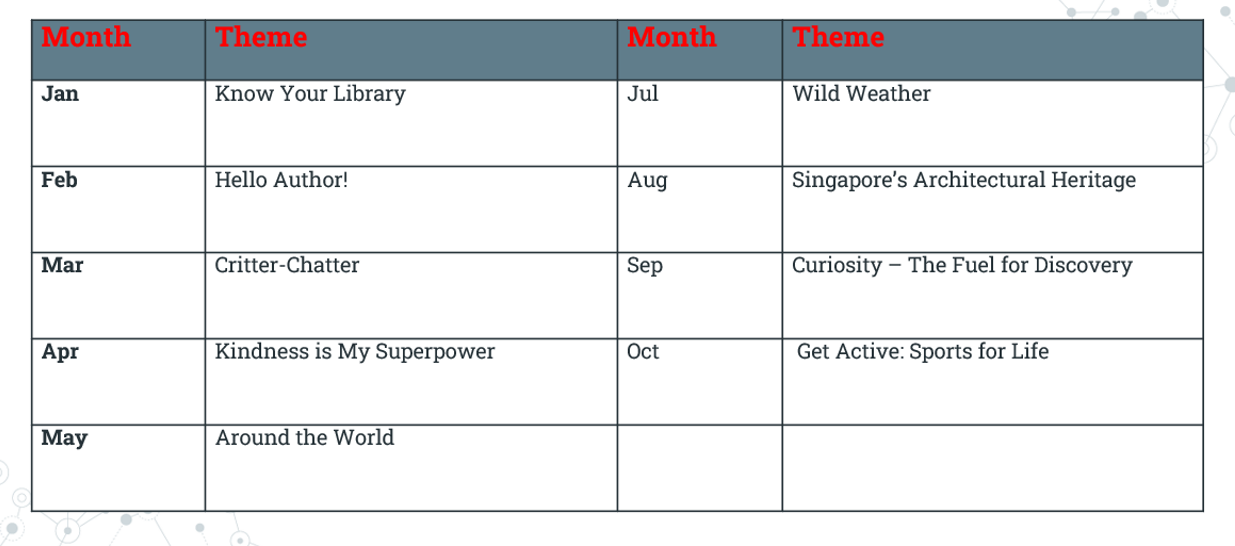 Month Theme Month Theme
Jan Know Your Library Jul Wild Weather
Feb Hello Author! Aug Singapore’s Architectural Heritage
Mar Critter-Chatter Sep Curiosity – The Fuel for Discovery
Apr Kindness is My Superpower Oct Get Active: Sports for Life
May Around the World